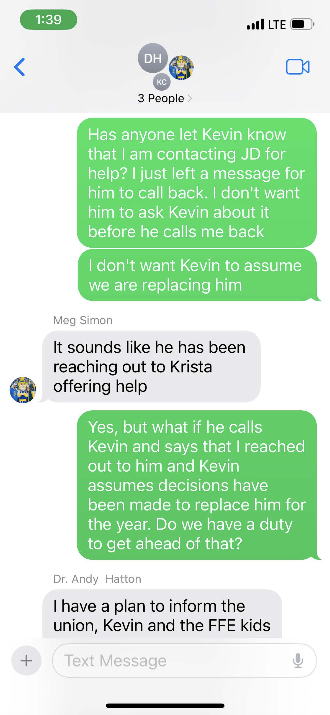 1:39
LTE
DH
KC
3 People
Has anyone let Kevin know
that I am contacting JD for
help? I just left a message for
him to call back. I don't want
him to ask Kevin about it
before he calls me back
I don't want Kevin to assume
we are replacing him
Meg Simon
It sounds like he has been
reaching out to Krista
offering help
Yes, but what if he calls
Kevin and says that I reached
out to him and Kevin
assumes decisions have
been made to replace him for
the year. Do we have a duty
to get ahead of that?
Dr. Andy Hatton
I have a plan to inform the
union, Kevin and the FFE kids
Text Message